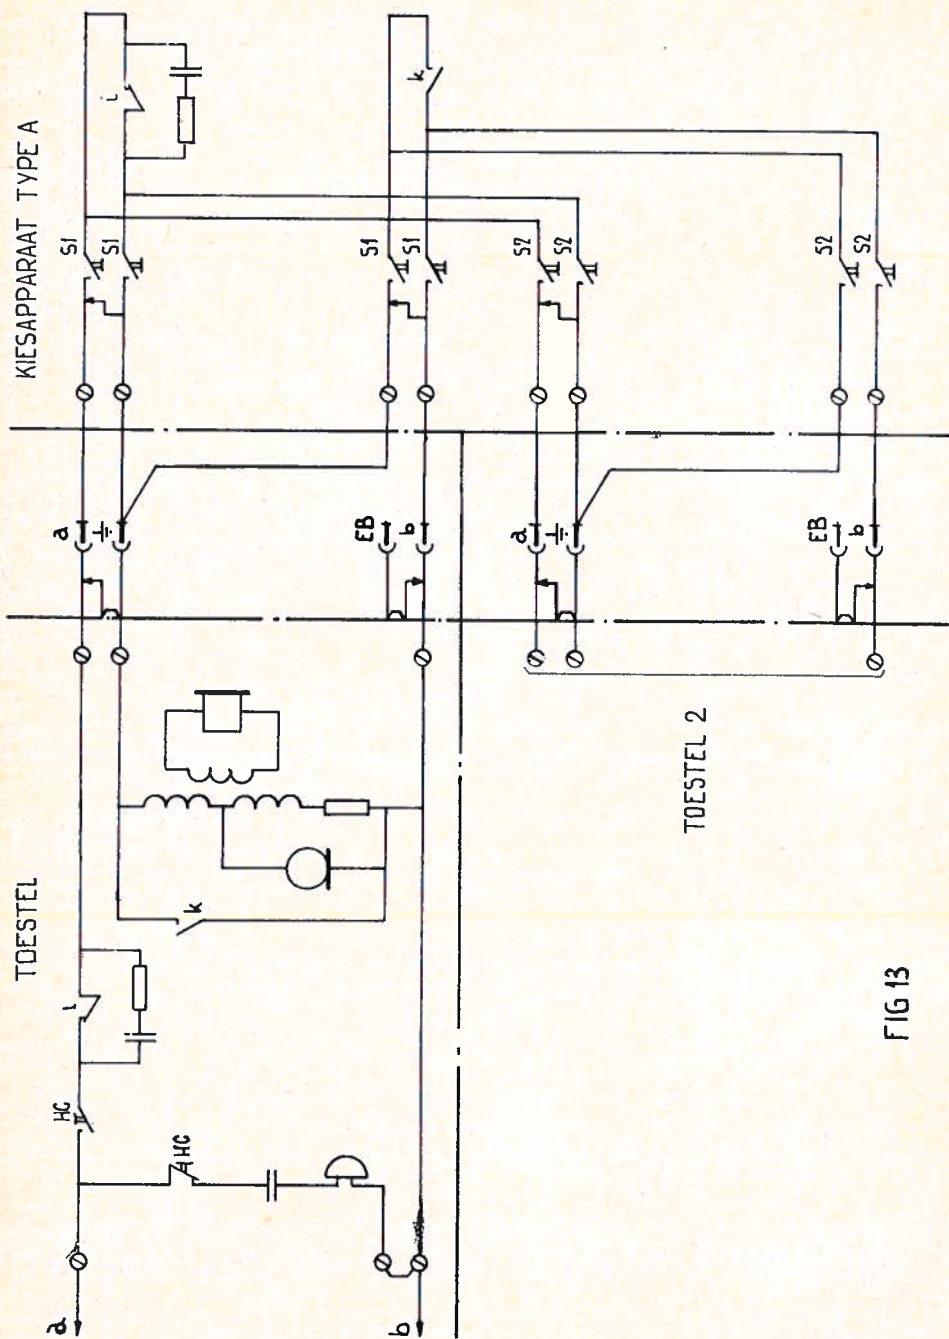 TOESTEL
KIESAPPARAAT TYPE A
a
HC
i
a
S1
S1
i
HC
k
EB
b
S1
S1
k
b
a
S2
S2
TOESTEL 2
EB
b
S2
S2
FIG 13